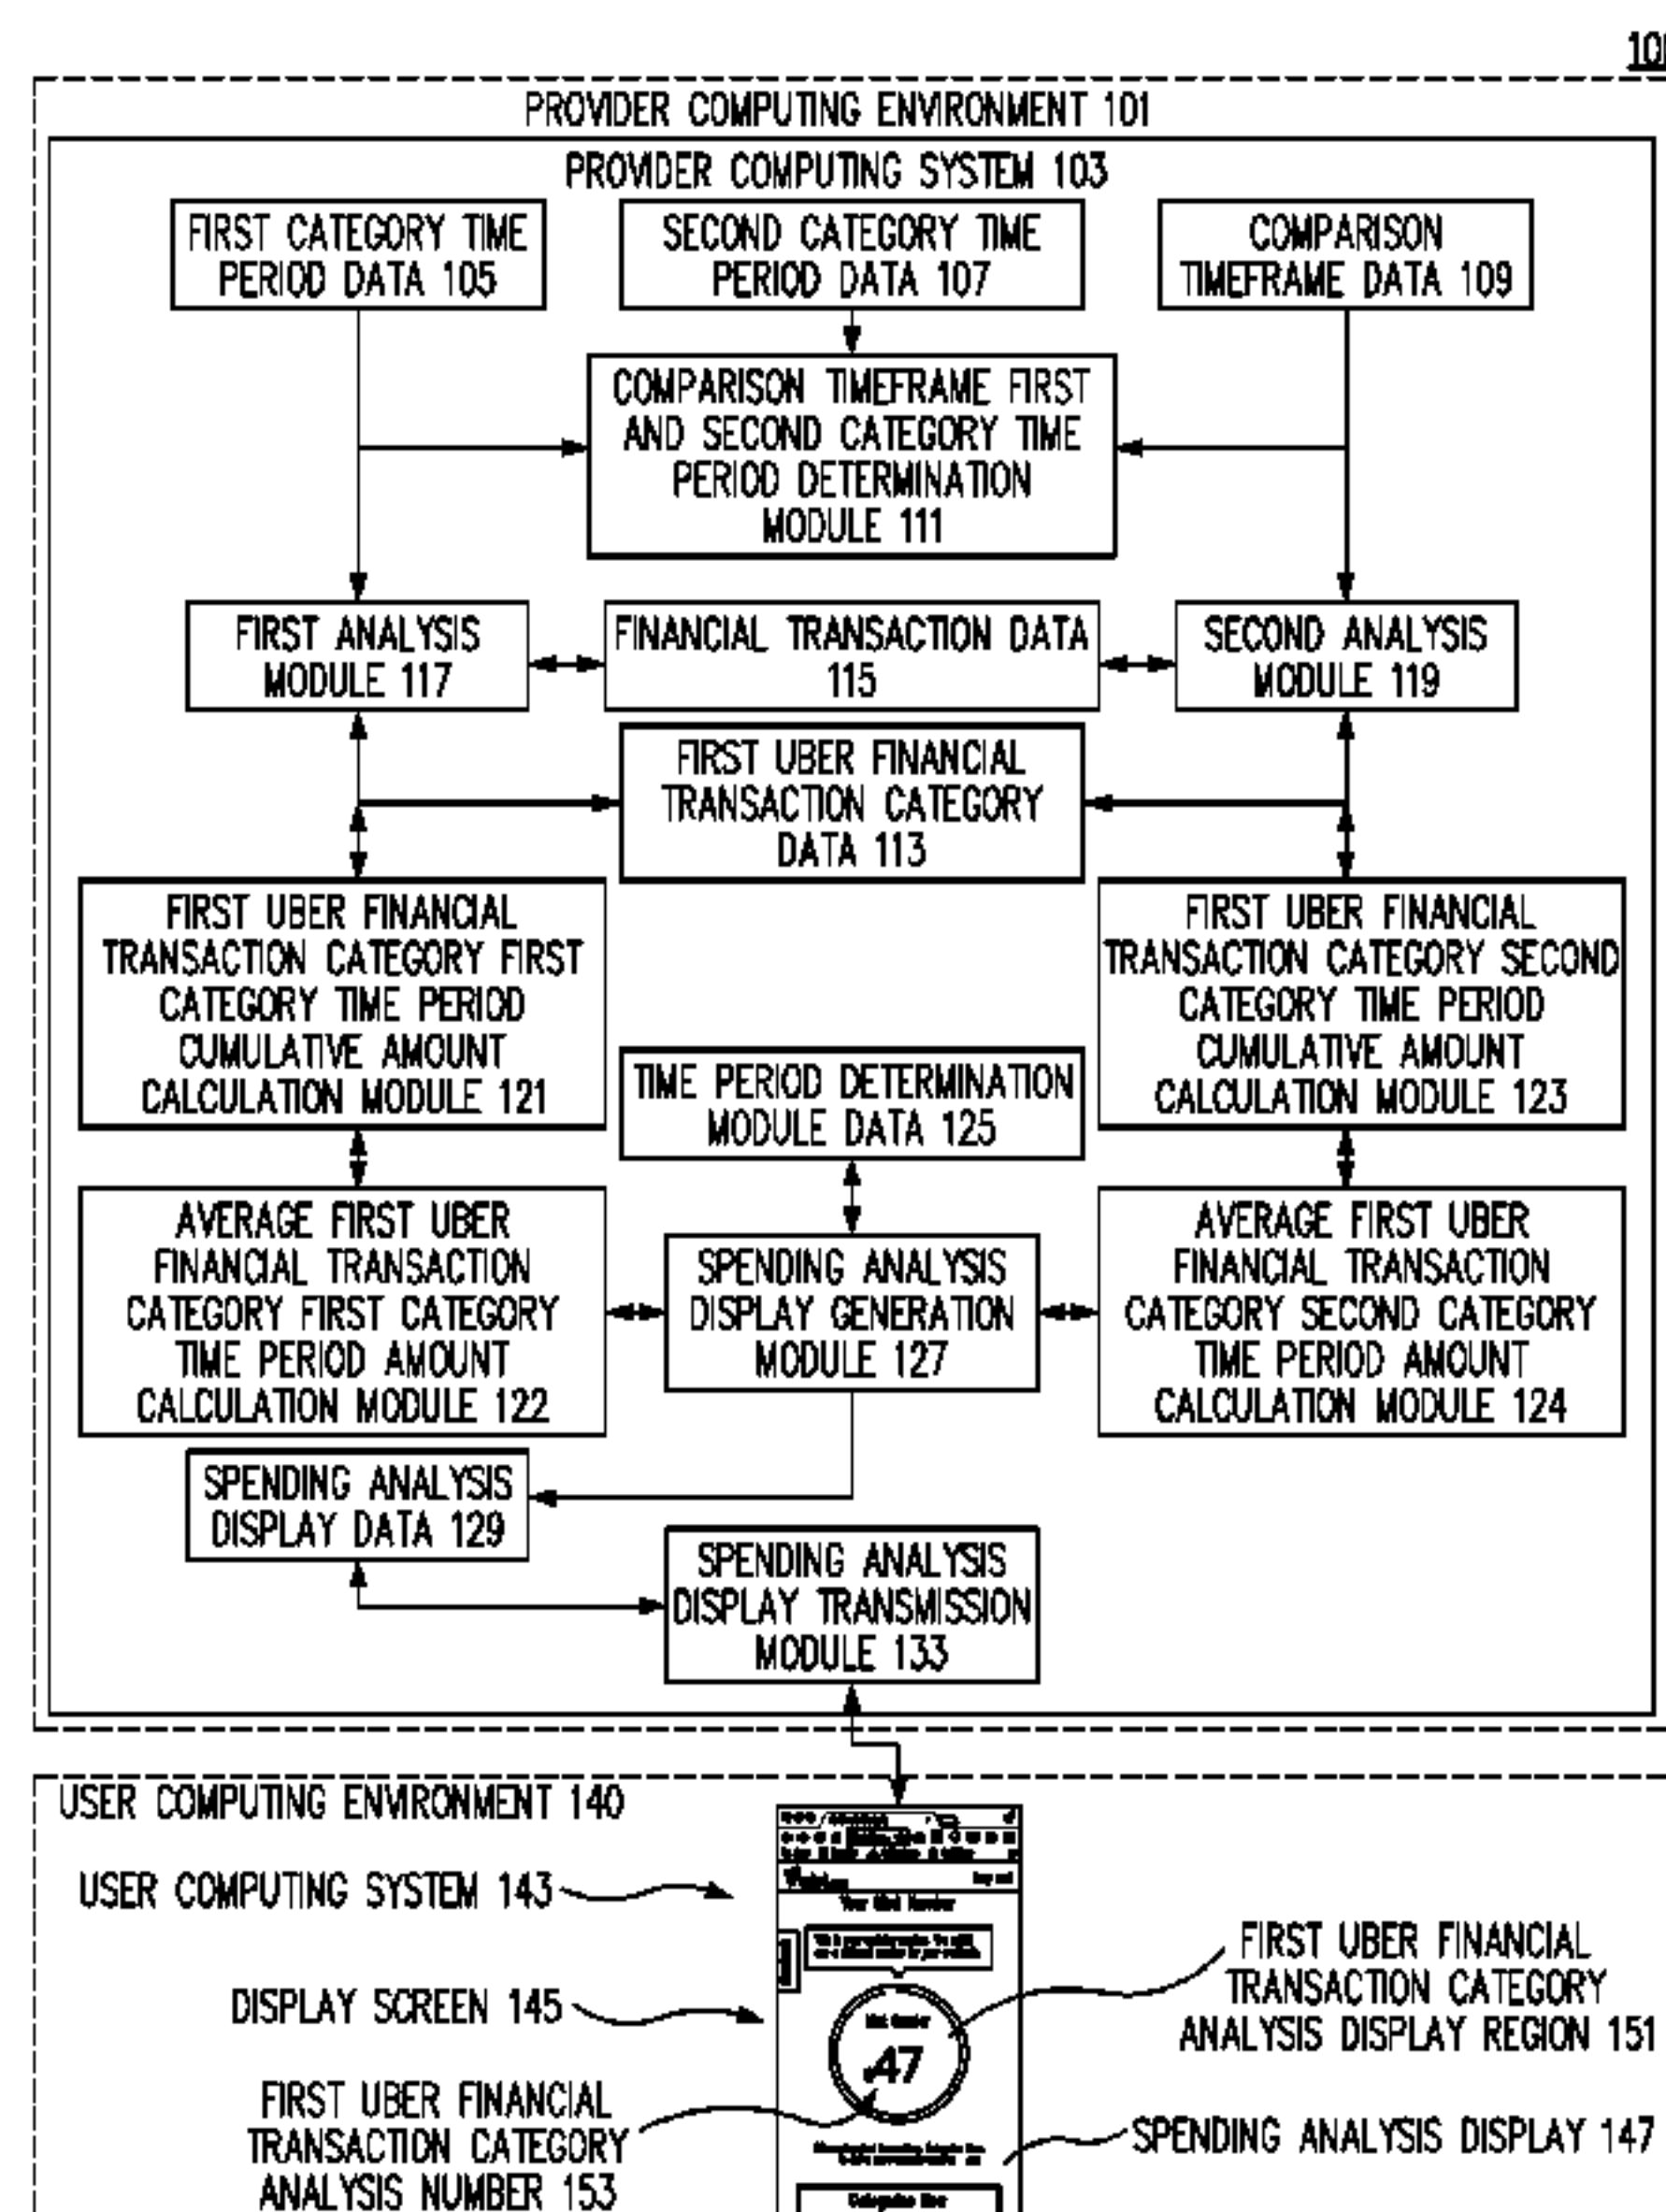 PROVIDER COMPUTING ENVIRONMENT 101
PROVIDER COMPUTING SYSTEM 103
FIRST CATEGORY TIME
PERIOD DATA 105
SECOND CATEGORY TIME
PERIOD DATA 107
COMPARISON
TIMEFRAME DATA 109
COMPARISON TIMEFRAME FIRST
AND SECOND CATEGORY TIME
PERIOD DETERMINATION
MODULE 111
FIRST ANALYSIS
MODULE 117
FINANCIAL TRANSACTION DATA
115
SECOND ANALYSIS
MODULE 119
FIRST UBER FINANCIAL
TRANSACTION CATEGORY
DATA 113
FIRST UBER FINANCIAL
TRANSACTION CATEGORY FIRST
CATEGORY TIME PERIOD
CUMULATIVE AMOUNT
CALCULATION MODULE 121
FIRST UBER FINANCIAL
TRANSACTION CATEGORY SECOND
CATEGORY TIME PERIOD
CUMULATIVE AMOUNT
CALCULATION MODULE 123
TIME PERIOD DETERMINATION
MODULE DATA 125
AVERAGE FIRST UBER
FINANCIAL TRANSACTION
CATEGORY FIRST CATEGORY
TIME PERIOD AMOUNT
CALCULATION MODULE 122
SPENDING ANALYSIS
DISPLAY GENERATION
MODULE 127
AVERAGE FIRST UBER
FINANCIAL TRANSACTION
CATEGORY SECOND CATEGORY
TIME PERIOD AMOUNT
CALCULATION MODULE 124
SPENDING ANALYSIS
DISPLAY DATA 129
SPENDING ANALYSIS
DISPLAY TRANSMISSION
MODULE 133
USER COMPUTING ENVIRONMENT 140
USER COMPUTING SYSTEM 143
DISPLAY SCREEN 145
FIRST UBER FINANCIAL
TRANSACTION CATEGORY
ANALYSIS DISPLAY REGION 151
47
FIRST UBER FINANCIAL
TRANSACTION CATEGORY
ANALYSIS NUMBER 153
SPENDING ANALYSIS DISPLAY 147